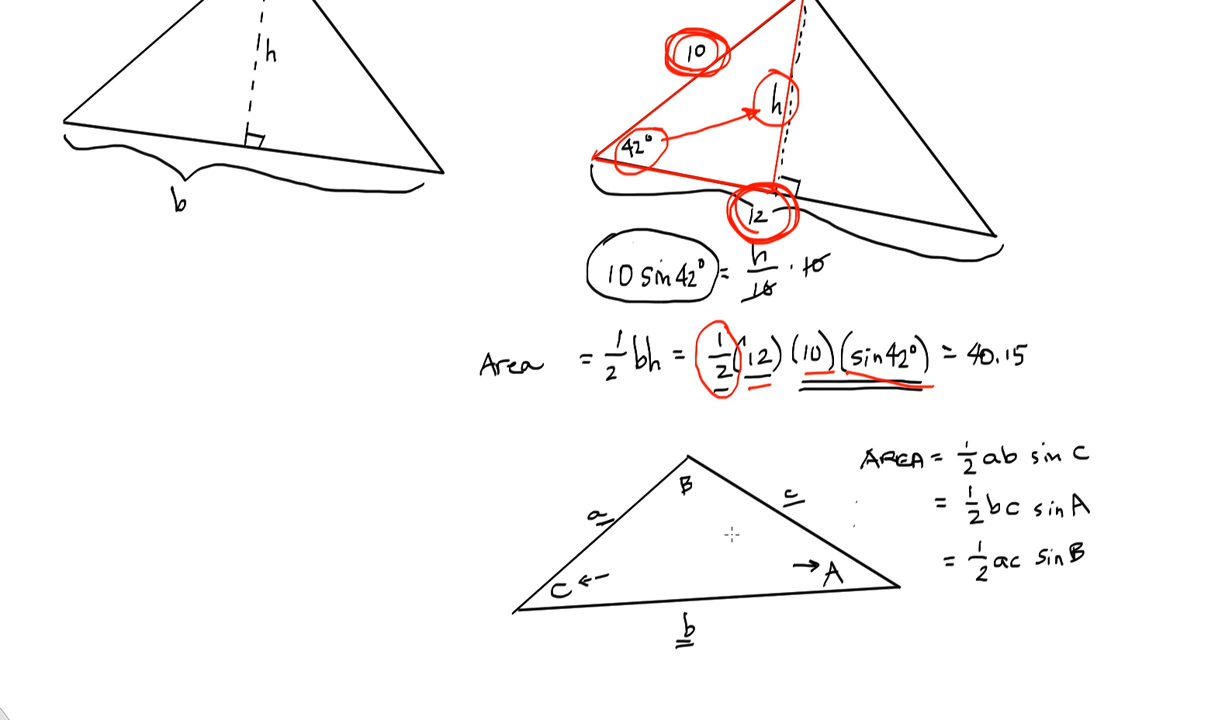 h
b
10
h
42°
12
10 sin 42° = h/10 · 10
Area = 1/2 bh = 1/2 (12) (10) (sin 42°) = 40.15
AREA = 1/2 ab sin C
= 1/2 bc sin A
= 1/2 ac sin B
B
a
c
C
A
b